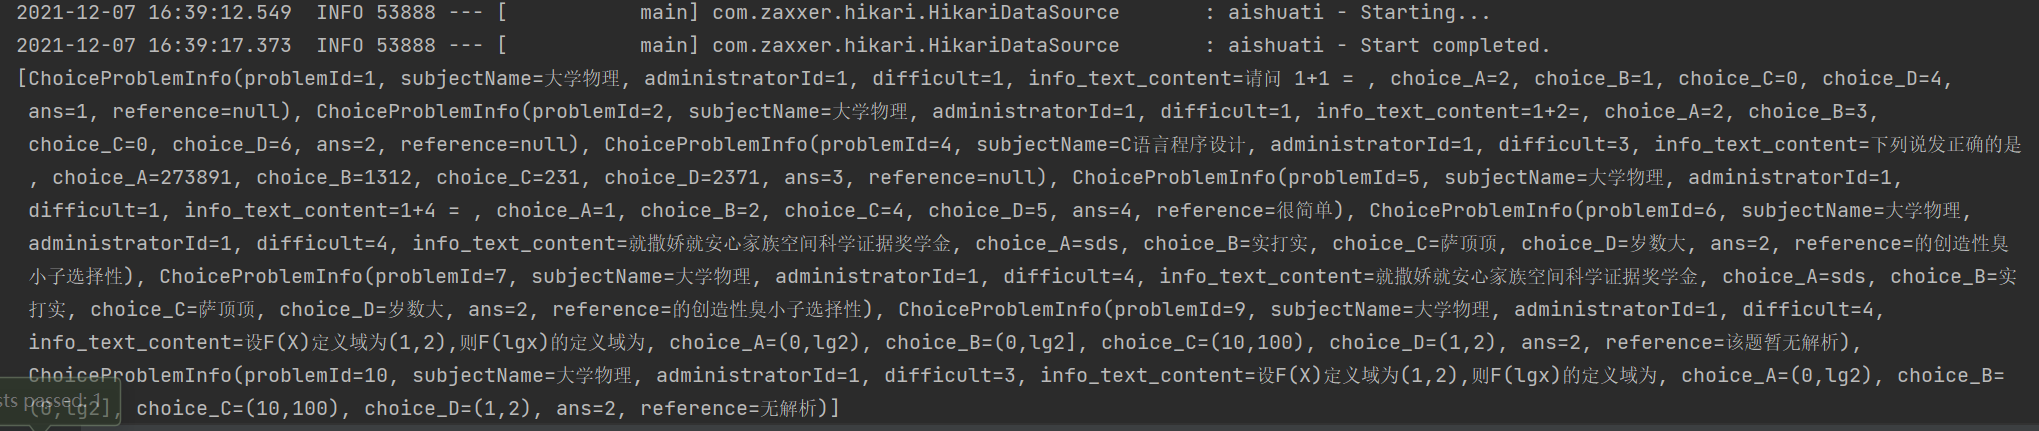 2021-12-07 16:39:12.549  INFO 53888 --- [           main] com.zaxxer.hikari.HikariDataSource       : aishuati - Starting...
2021-12-07 16:39:17.373  INFO 53888 --- [           main] com.zaxxer.hikari.HikariDataSource       : aishuati - Start completed.
[ChoiceProblemInfo(problemId=1, subjectName=大学物理, administratorId=1, difficult=1, info_text_content=请问 1+1 = , choice_A=2, choice_B=1, choice_C=0, choice_D=4,
ans=1, reference=null), ChoiceProblemInfo(problemId=2, subjectName=大学物理, administratorId=1, difficult=1, info_text_content=1+2=, choice_A=2, choice_B=3,
choice_C=0, choice_D=6, ans=2, reference=null), ChoiceProblemInfo(problemId=4, subjectName=C语言程序设计, administratorId=1, difficult=3, info_text_content=下列说发正确的是
, choice_A=273891, choice_B=1312, choice_C=231, choice_D=2371, ans=3, reference=null), ChoiceProblemInfo(problemId=5, subjectName=大学物理, administratorId=1,
difficult=1, info_text_content=1+4 = , choice_A=1, choice_B=2, choice_C=4, choice_D=5, ans=4, reference=很简单), ChoiceProblemInfo(problemId=6, subjectName=大学物理,
administratorId=1, difficult=4, info_text_content=就撒娇就安心家族空间科学证据奖学金, choice_A=sds, choice_B=实打实, choice_C=萨顶顶, choice_D=岁数大, ans=2, reference=的创造性臭
小子选择性), ChoiceProblemInfo(problemId=7, subjectName=大学物理, administratorId=1, difficult=4, info_text_content=就撒娇就安心家族空间科学证据奖学金, choice_A=sds, choice_B=实
打实, choice_C=萨顶顶, choice_D=岁数大, ans=2, reference=的创造性臭小子选择性), ChoiceProblemInfo(problemId=9, subjectName=大学物理, administratorId=1, difficult=4,
info_text_content=设F(X)定义域为(1,2),则F(lgx)的定义域为, choice_A=(0,lg2), choice_B=(0,lg2], choice_C=(10,100), choice_D=(1,2), ans=2, reference=该题暂无解析),
ChoiceProblemInfo(problemId=10, subjectName=大学物理, administratorId=1, difficult=3, info_text_content=设F(X)定义域为(1,2),则F(lgx)的定义域为, choice_A=(0,lg2), choice_B=
(0,lg2], choice_C=(10,100), choice_D=(1,2), ans=2, reference=无解析)]
sts passed: 1